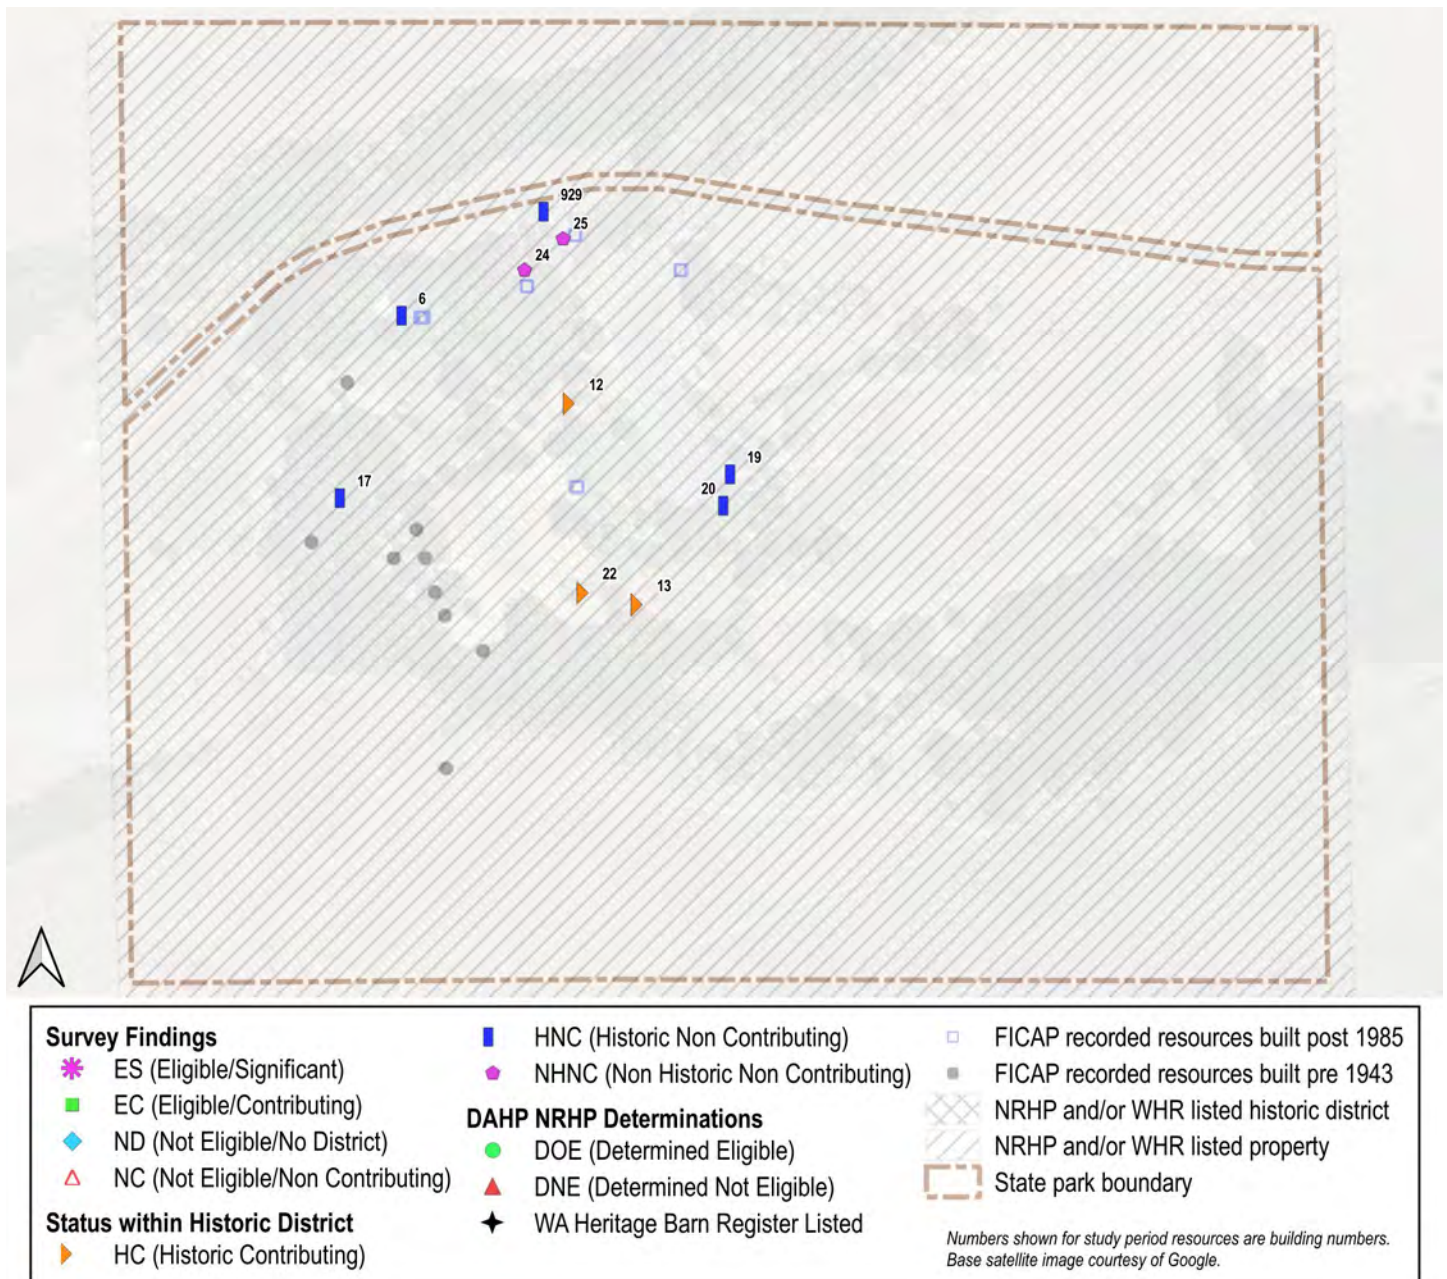 929
25
24
6
12
19
17
20
22
13
Survey Findings
ES (Eligible/Significant)
EC (Eligible/Contributing)
ND (Not Eligible/No District)
NC (Not Eligible/Non Contributing)
Status within Historic District
HC (Historic Contributing)
HNC (Historic Non Contributing)
NHNC (Non Historic Non Contributing)
DAHP NRHP Determinations
DOE (Determined Eligible)
DNE (Determined Not Eligible)
WA Heritage Barn Register Listed
FICAP recorded resources built post 1985
FICAP recorded resources built pre 1943
NRHP and/or WHR listed historic district
NRHP and/or WHR listed property
State park boundary
Numbers shown for study period resources are building numbers.
Base satellite image courtesy of Google.